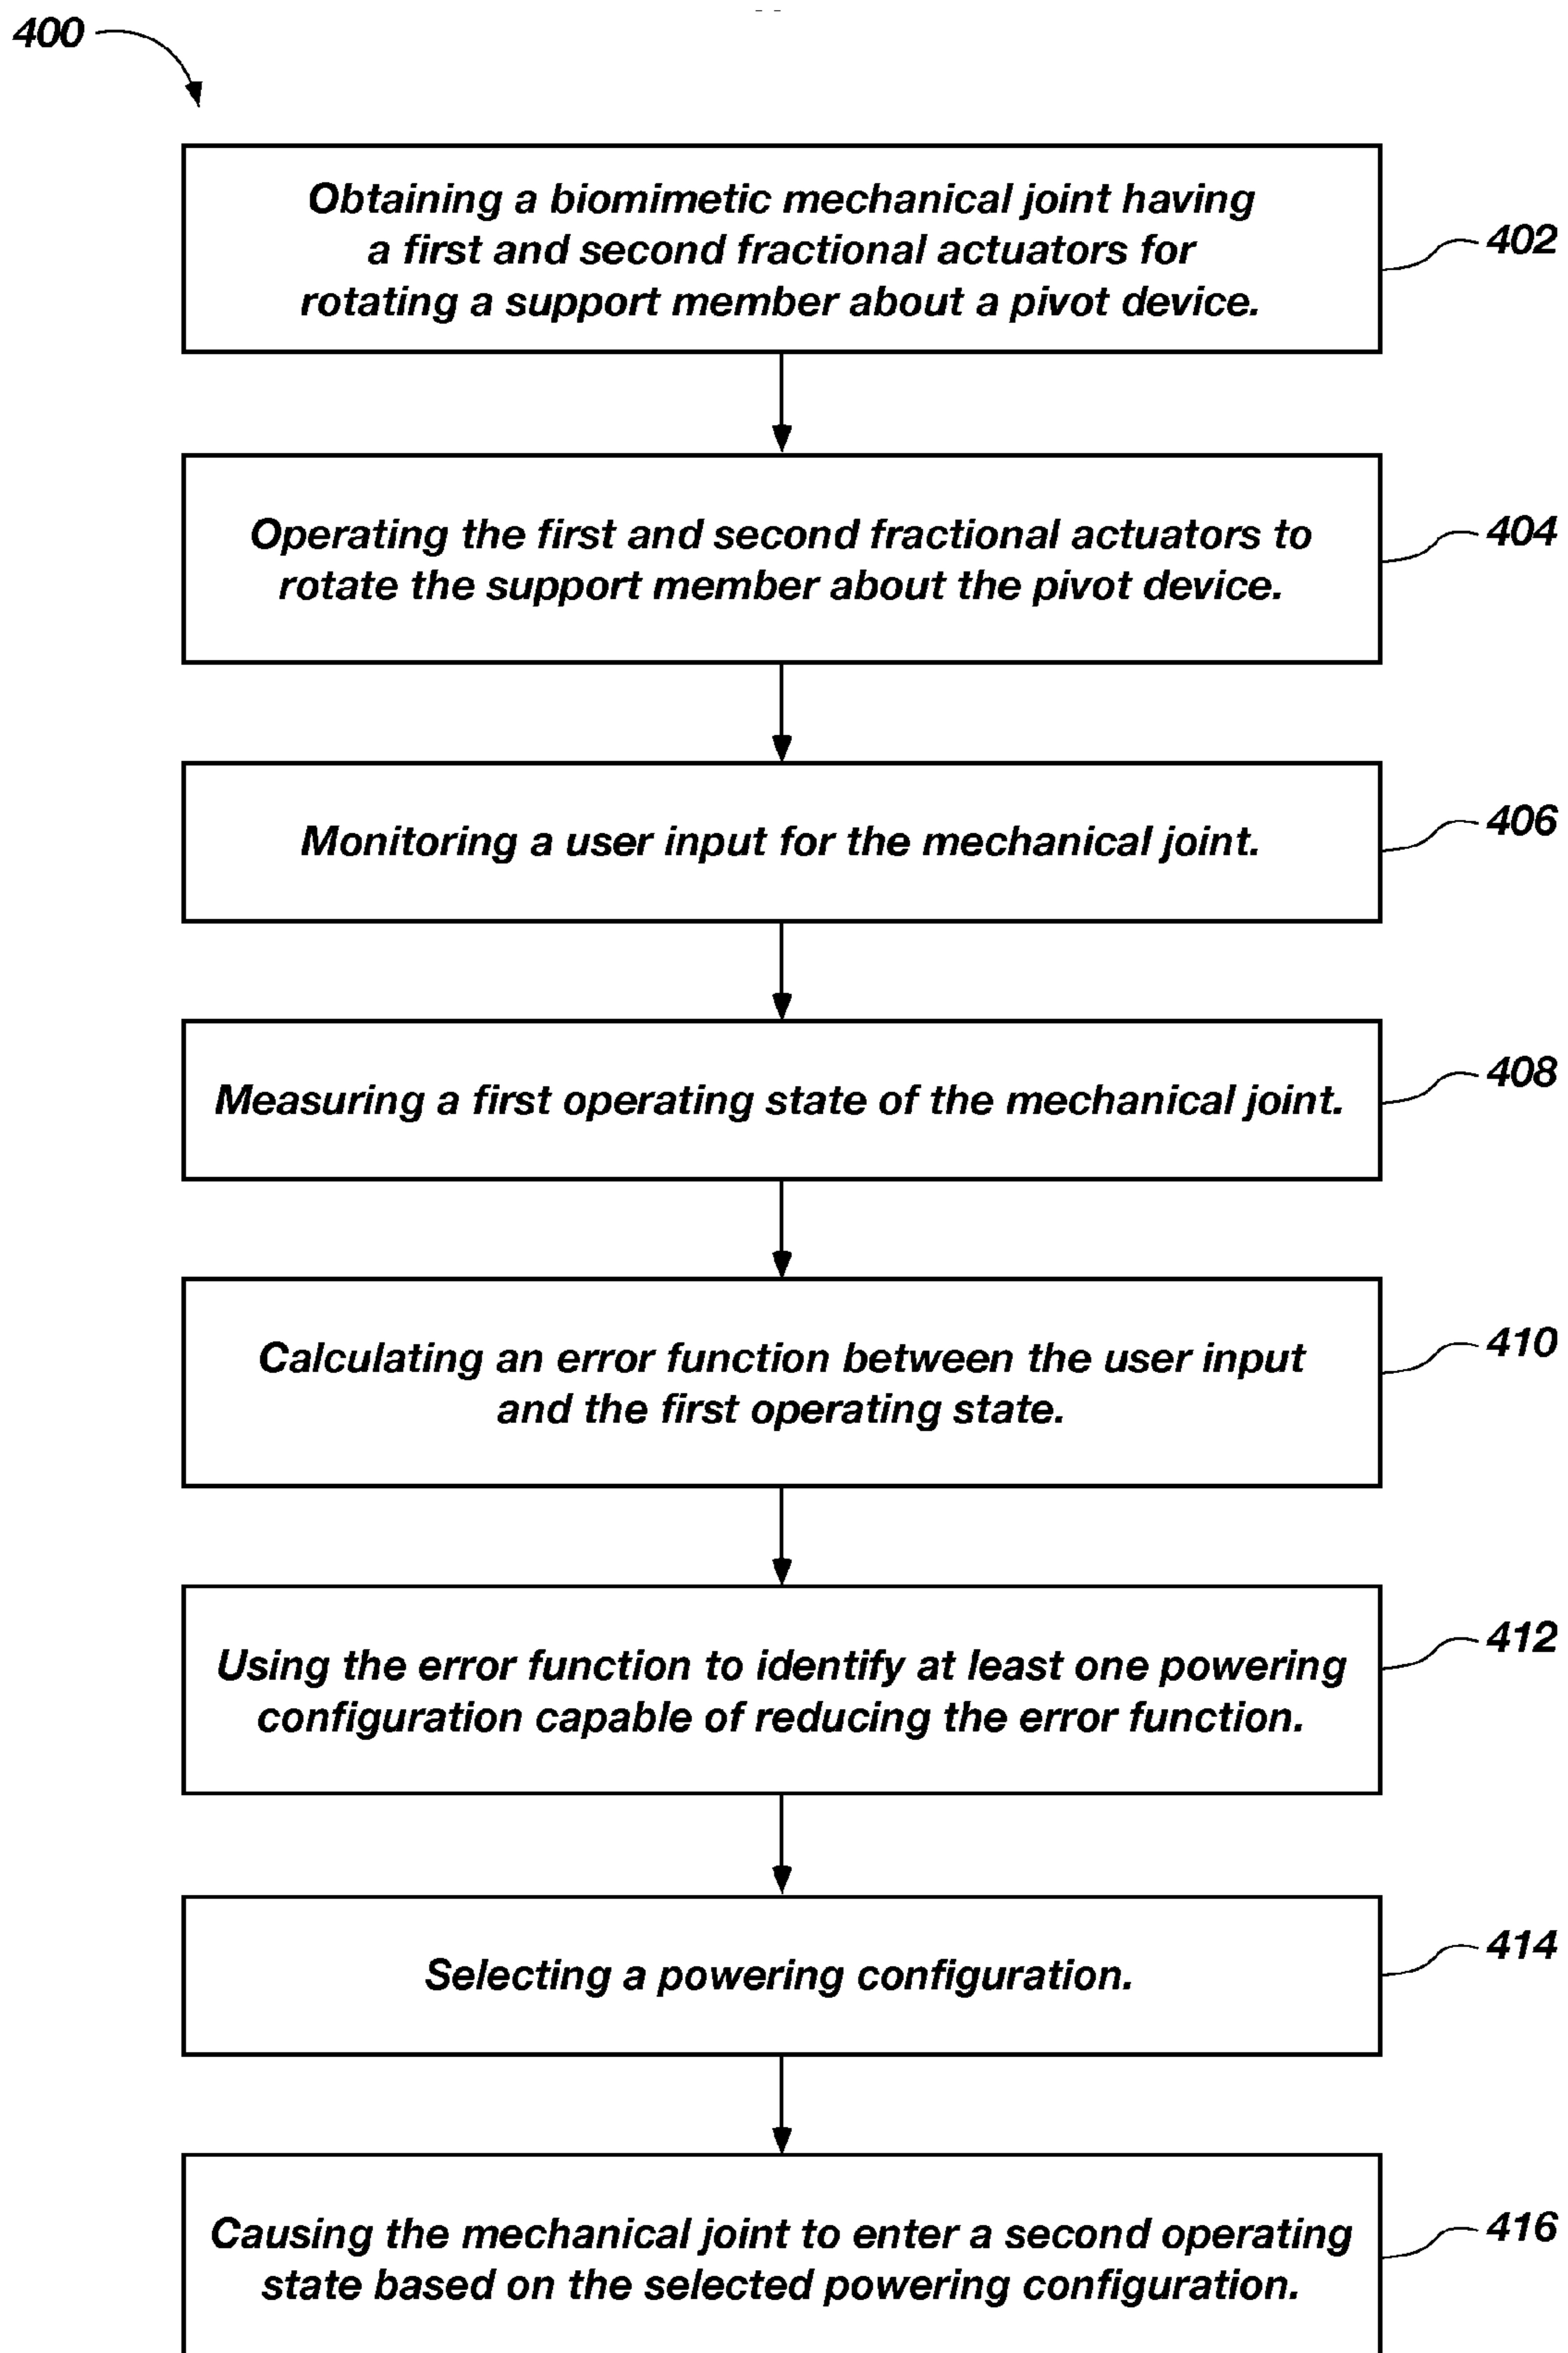 400
Obtaining a biomimetic mechanical joint having
a first and second fractional actuators for
rotating a support member about a pivot device.
402
Operating the first and second fractional actuators to
rotate the support member about the pivot device.
404
Monitoring a user input for the mechanical joint.
406
Measuring a first operating state of the mechanical joint.
408
Calculating an error function between the user input
and the first operating state.
410
Using the error function to identify at least one powering
configuration capable of reducing the error function.
412
Selecting a powering configuration.
414
Causing the mechanical joint to enter a second operating
state based on the selected powering configuration.
416